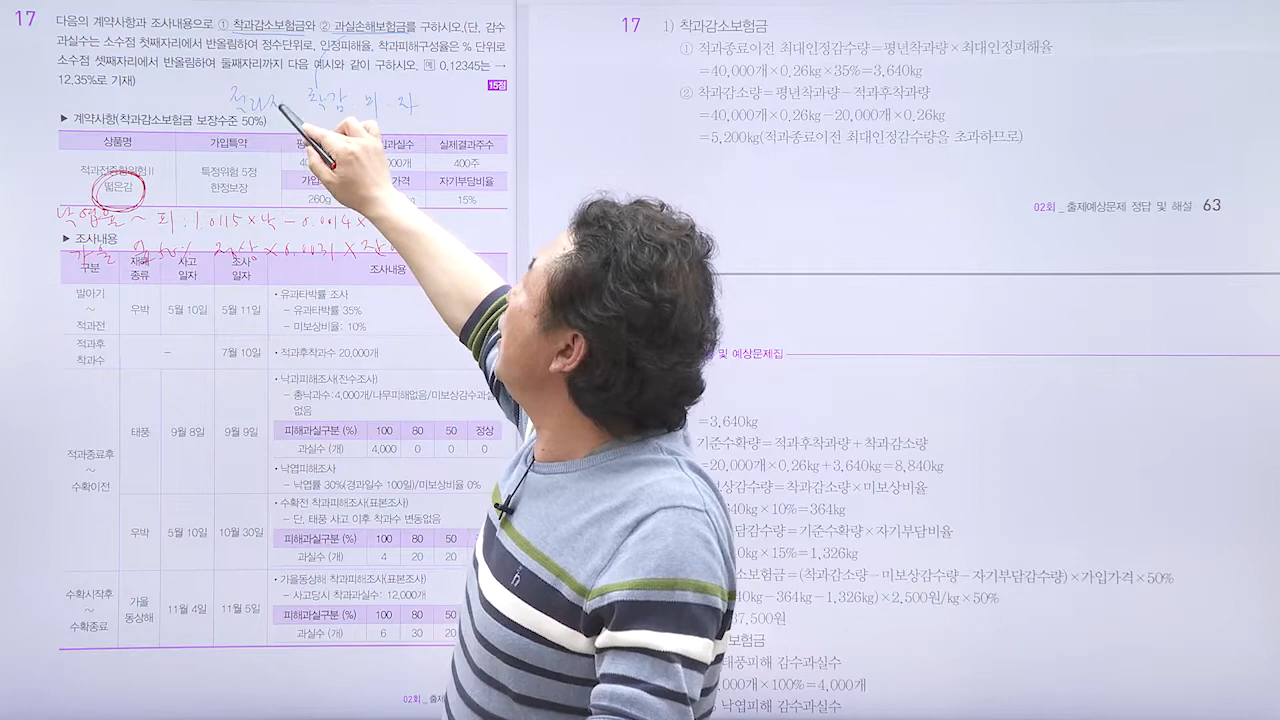 17
다음의 계약사항과 조사내용으로 ① 착과감소보험금와 ② 과실손해보험금를 구하시오.(단, 감수
과실수는 소수점 첫째자리에서 반올림하여 정수단위로, 인정피해율, 착과피해구성율은 % 단위로
소수점 셋째자리에서 반올림하여 둘째자리까지 다음 예시와 같이 구하시오. 예 0.12345는 →
12.35%로 기재)
15점
착감
▶ 계약사항(착과감소보험금 보장수준 50%)
상품명 가입특약 실제결과주수
적과전종합위험Ⅱ
떫은감
특정위험 5종
한정보장
400주
자기부담비율
260g 15%
▶ 조사내용
구분 재해
종류 사고
일자 조사
일자 조사내용
발아기
~
적과전
우박 5월 10일 5월 11일
• 유과타박률 조사
– 유과타박률 35%
– 미보상비율: 10%
적과후
착과수
– 7월 10일 • 적과후착과수 20,000개
적과종료후
~
수확이전
태풍 9월 8일 9월 9일
• 낙과피해조사(전수조사)
– 총낙과수:4,000개/나무피해없음/미보상감수과실
없음
피해과실구분 (%) 100 80 50 정상
과실수 (개) 4,000 0 0 0
• 낙엽피해조사
– 낙엽률 30%(경과일수 100일)/미보상비율 0%
우박 5월 10일 10월 30일
• 수확전 착과피해조사(표본조사)
– 단, 태풍 사고 이후 착과수 변동없음
피해과실구분 (%) 100 80 50
과실수 (개) 4 20 20
수확시작후
~
수확종료
가을
동상해 11월 4일 11월 5일
• 가을동상해 착과피해조사(표본조사)
– 사고당시 착과과실수:12,000개
피해과실구분 (%) 100 80 50
과실수 (개) 6 30 20
02회 _
17
1) 착과감소보험금
① 적과종료이전 최대인정감수량=평년착과량×최대인정피해율
=40,000개×0.26kg×35%=3,640kg
② 착과감소량=평년착과량-적과후착과량
=40,000개×0.26kg-20,000개×0.26kg
=5,200kg(적과종료이전 최대인정감수량을 초과하므로)
02회 _ 출제예상문제 정답 및 해설 63
및 예상문제집
=3,640kg
기준수확량=적과후착과량+착과감소량
=20,000개×0.26kg+3,640kg=8,840kg
보상감수량=착과감소량×미보상비율
640kg×10%=364kg
담감수량=기준수확량×자기부담비율
0kg×15%=1,326kg
소보험금=(착과감소량-미보상감수량-자기부담감수량)×가입가격×50%
40kg-364kg-1,326kg)×2,500원/kg×50%
37,500원
보험금
태풍피해 감수과실수
,000개×100%=4,000개
낙엽피해 감수과실수